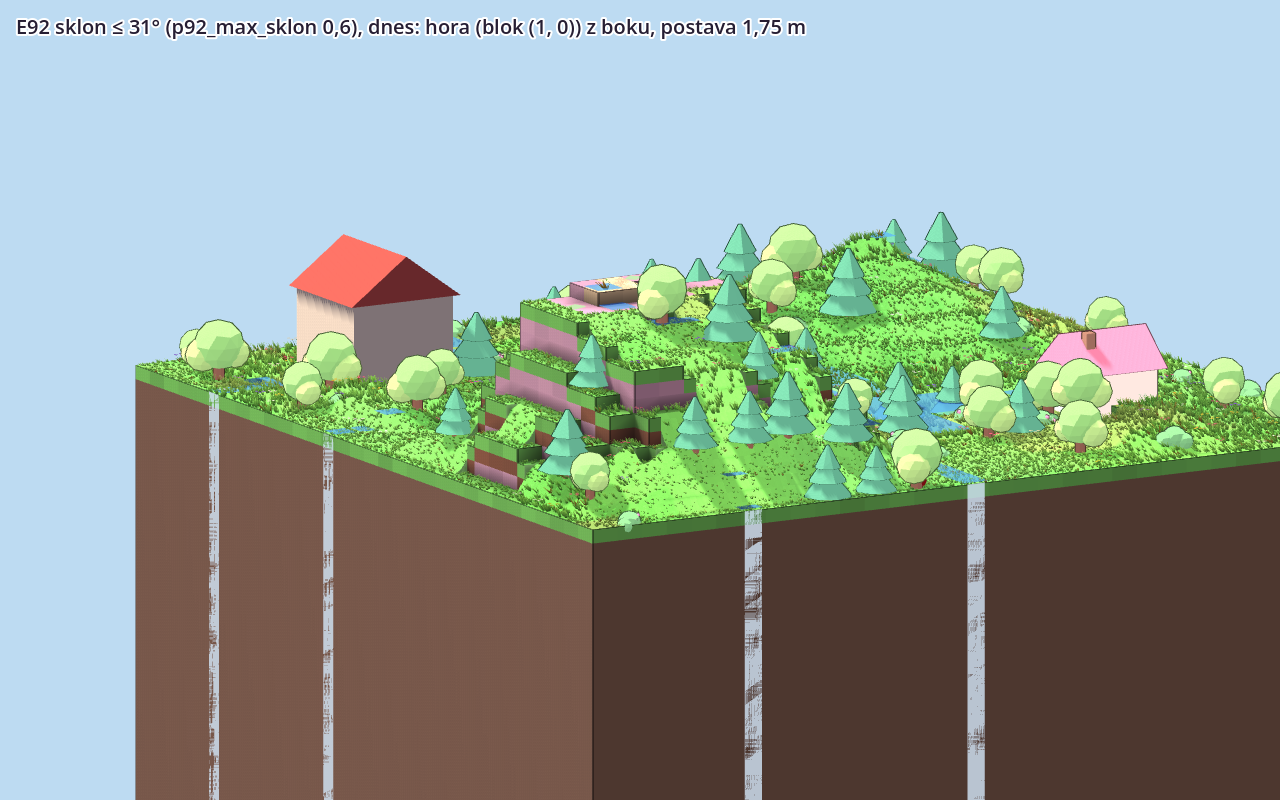 E92 sklon ≤ 31° (p92_max_sklon 0,6), dnes: hora (blok (1, 0)) z boku, postava 1,75 m